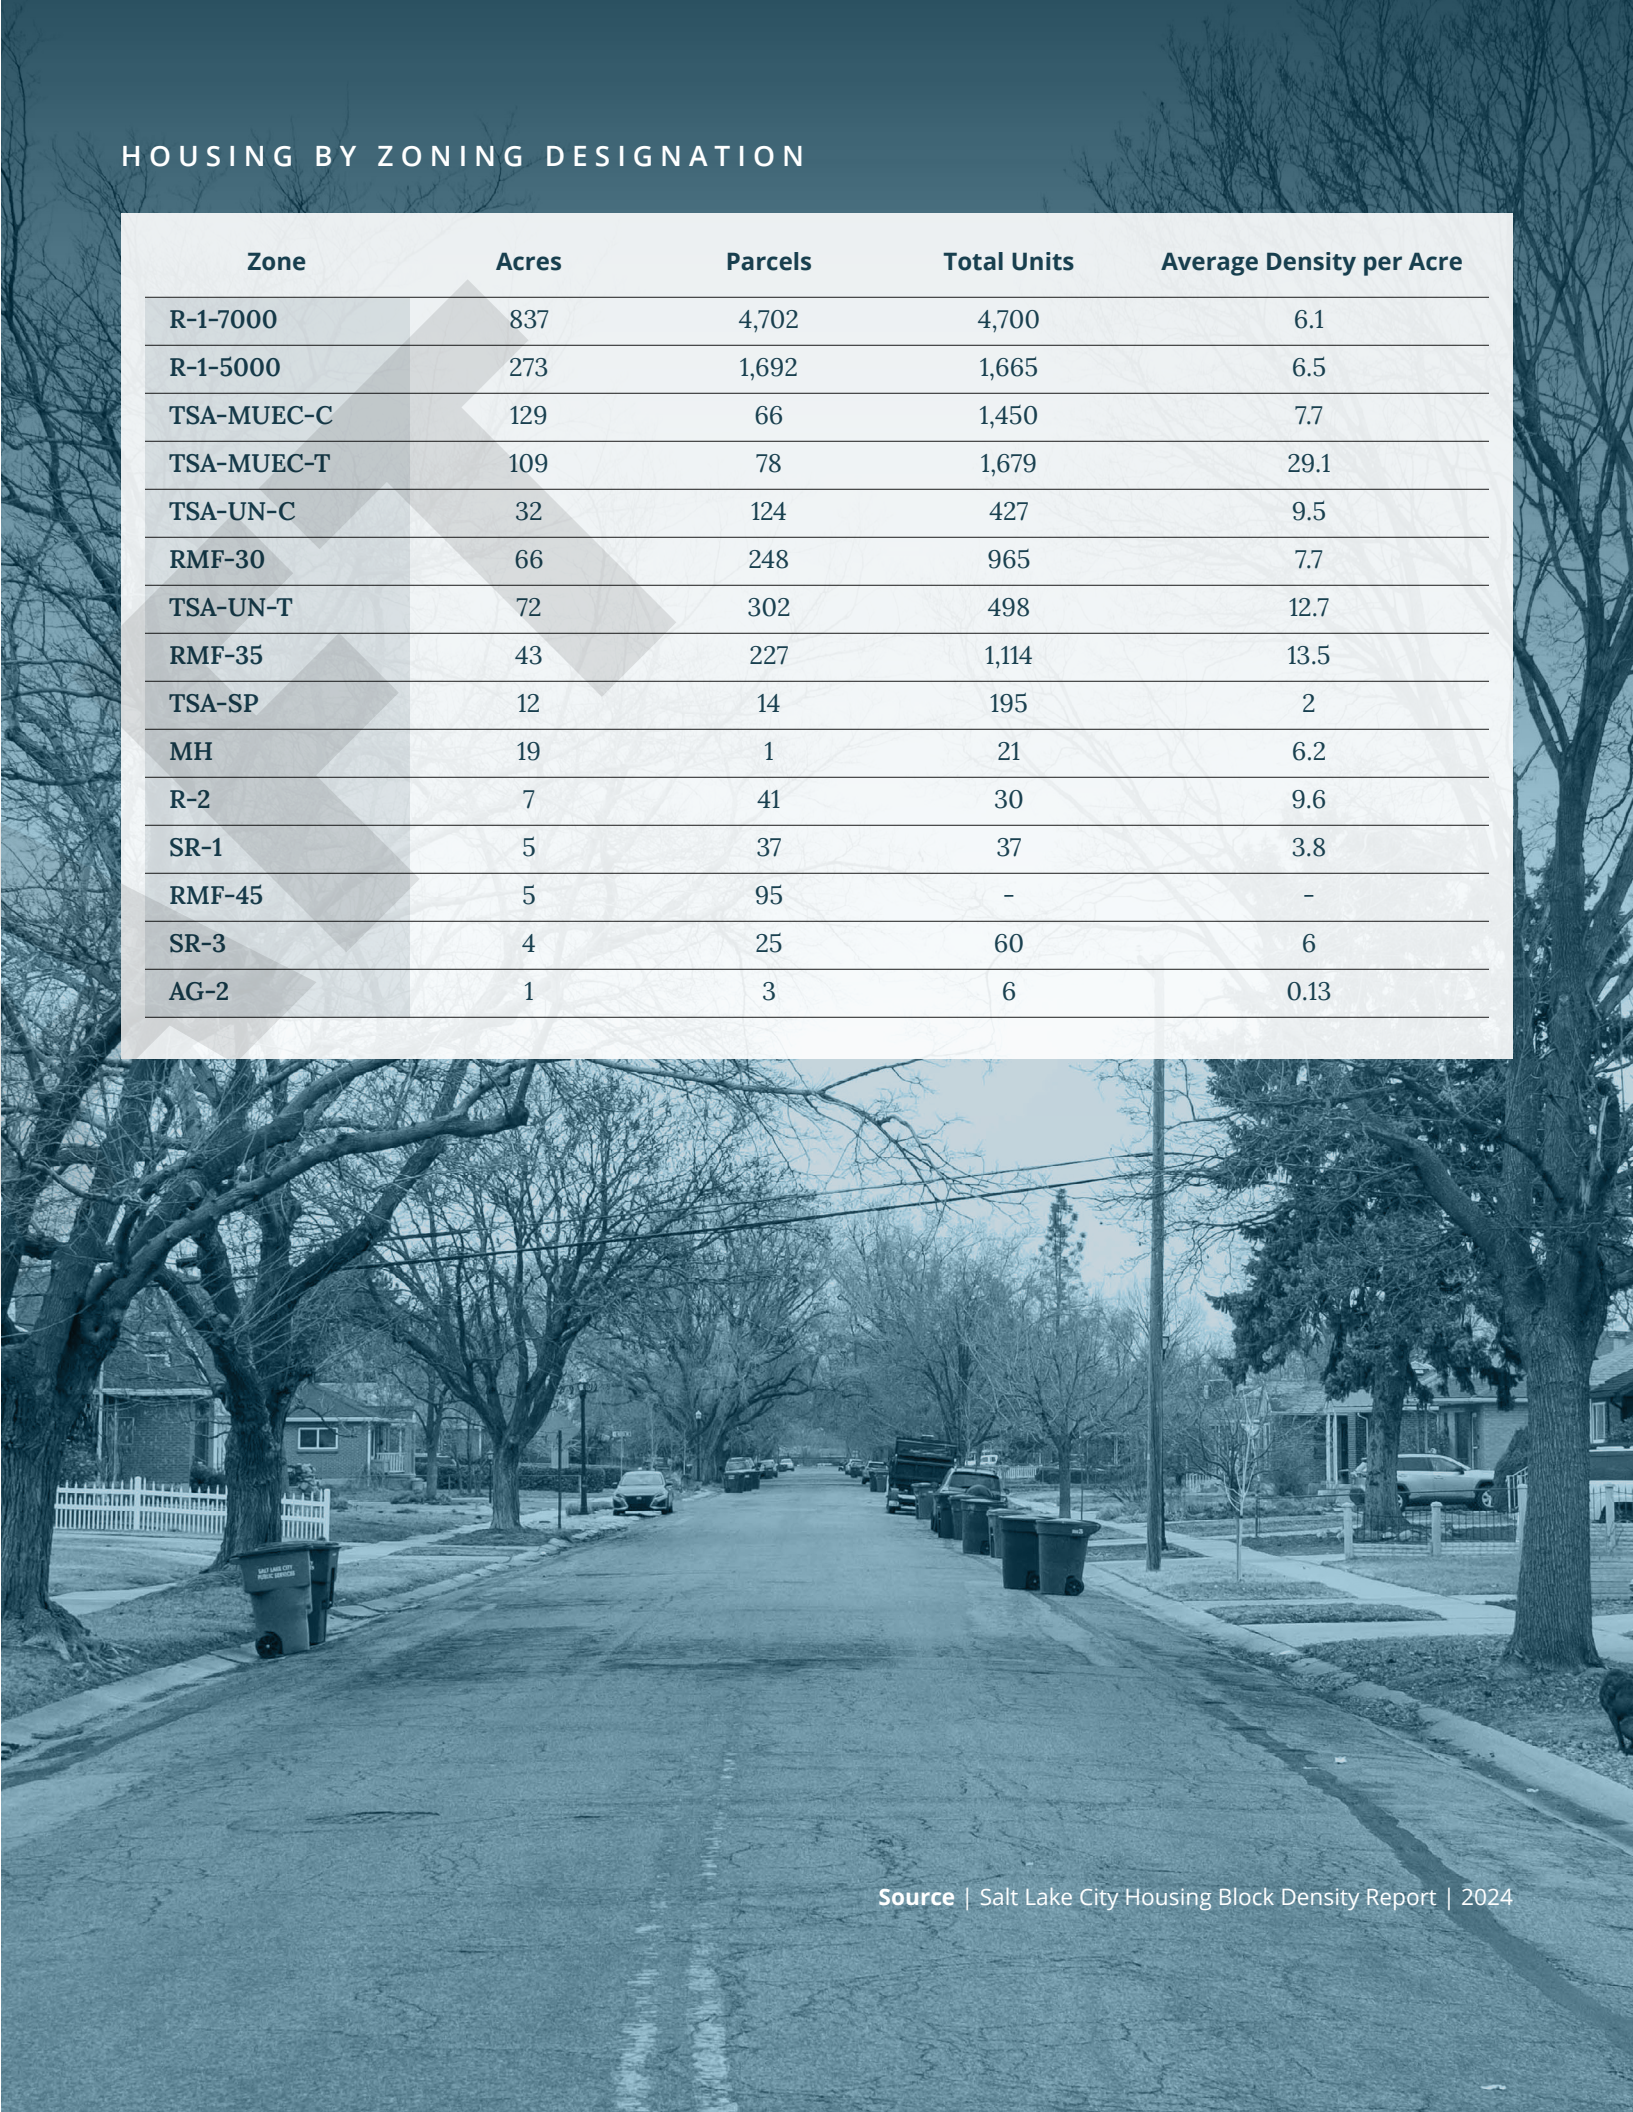 HOUSING BY ZONING DESIGNATION
Zone Acres Parcels Total Units Average Density per Acre
R-1-7000 837 4,702 4,700 6.1
R-1-5000 273 1,692 1,665 6.5
TSA-MUEC-C 129 66 1,450 7.7
TSA-MUEC-T 109 78 1,679 29.1
TSA-UN-C 32 124 427 9.5
RMF-30 66 248 965 7.7
TSA-UN-T 72 302 498 12.7
RMF-35 43 227 1,114 13.5
TSA-SP 12 14 195 2
MH 19 1 21 6.2
R-2 7 41 30 9.6
SR-1 5 37 37 3.8
RMF-45 5 95 - -
SR-3 4 25 60 6
AG-2 1 3 6 0.13
SALT LAKE CITY
PUBLIC SERVICES
Source | Salt Lake City Housing Block Density Report | 2024